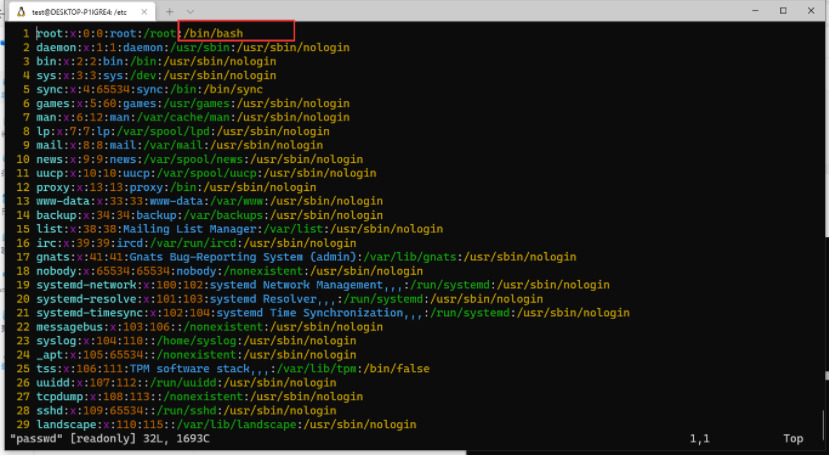 test@DESKTOP-P1IGRE4: /etc
1 root:x:0:0:root:/root:/bin/bash
2 daemon:x:1:1:daemon:/usr/sbin:/usr/sbin/nologin
3 bin:x:2:2:bin:/bin:/usr/sbin/nologin
4 sys:x:3:3:sys:/dev:/usr/sbin/nologin
5 sync:x:4:65534:sync:/bin:/bin/sync
6 games:x:5:60:games:/usr/games:/usr/sbin/nologin
7 man:x:6:12:man:/var/cache/man:/usr/sbin/nologin
8 lp:x:7:7:lp:/var/spool/lpd:/usr/sbin/nologin
9 mail:x:8:8:mail:/var/mail:/usr/sbin/nologin
10 news:x:9:9:news:/var/spool/news:/usr/sbin/nologin
11 uucp:x:10:10:uucp:/var/spool/uucp:/usr/sbin/nologin
12 proxy:x:13:13:proxy:/bin:/usr/sbin/nologin
13 www-data:x:33:33:www-data:/var/www:/usr/sbin/nologin
14 backup:x:34:34:backup:/var/backups:/usr/sbin/nologin
15 list:x:38:38:Mailing List Manager:/var/list:/usr/sbin/nologin
16 irc:x:39:39:ircd:/var/run/ircd:/usr/sbin/nologin
17 gnats:x:41:41:Gnats Bug-Reporting System (admin):/var/lib/gnats:/usr/sbin/nologin
18 nobody:x:65534:65534:nobody:/nonexistent:/usr/sbin/nologin
19 systemd-network:x:100:102:systemd Network Management,,,:/run/systemd:/usr/sbin/nologin
20 systemd-resolve:x:101:103:systemd Resolver,,,:/run/systemd:/usr/sbin/nologin
21 systemd-timesync:x:102:104:systemd Time Synchronization,,,:/run/systemd:/usr/sbin/nologin
22 messagebus:x:103:106::/nonexistent:/usr/sbin/nologin
23 syslog:x:104:110::/home/syslog:/usr/sbin/nologin
24 _apt:x:105:65534::/nonexistent:/usr/sbin/nologin
25 tss:x:106:111:TPM software stack,,,:/var/lib/tpm:/bin/false
26 uuidd:x:107:112::/run/uuidd:/usr/sbin/nologin
27 tcpdump:x:108:113::/nonexistent:/usr/sbin/nologin
28 sshd:x:109:65534::/run/sshd:/usr/sbin/nologin
29 landscape:x:110:115::/var/lib/landscape:/usr/sbin/nologin
"passwd" [readonly] 32L, 1693C 1,1 Top